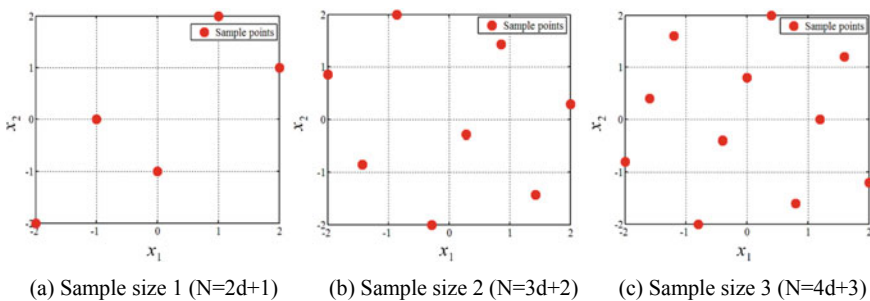 2
1
0
-1
-2
x2
-2
-1
0
1
2
x1
Sample points
(a) Sample size 1 (N=2d+1)
2
1
0
-1
-2
x2
-2
-1
0
1
2
x1
Sample points
(b) Sample size 2 (N=3d+2)
2
1
0
-1
-2
x2
-2
-1
0
1
2
x1
Sample points
(c) Sample size 3 (N=4d+3)